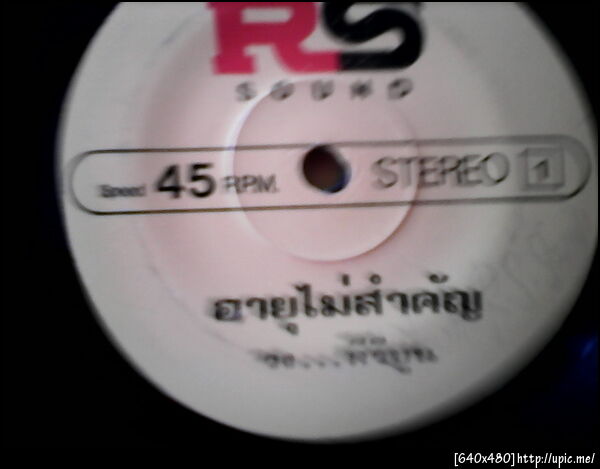 RS
SOUND
Speed 45 R.P.M. STEREO 1
อายุไม่สำคัญ
[640x480]http://upic.me/